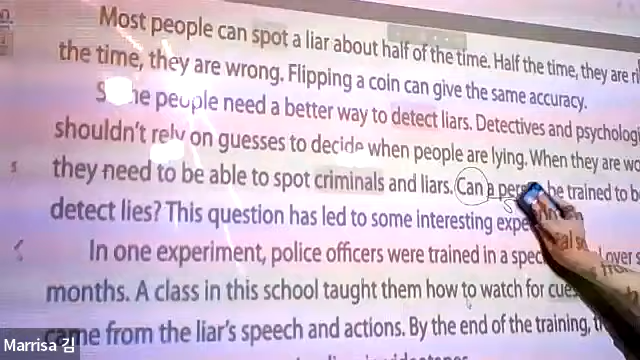 Most people can spot a liar about half of the time. Half the time, they are
the time, they are wrong. Flipping a coin can give the same accuracy.
people need a better way to detect liars. Detectives and
shouldn't rely on guesses to decide when people are lying. When they are
5 they need to be able to spot criminals and liars. Can a be trained to
detect lies? This question has led to some interesting
In one experiment, police officers were trained in a over
months. A class in this school taught them how to watch for
came from the liar's speech and actions. By the end of the training,
Marrisa 김